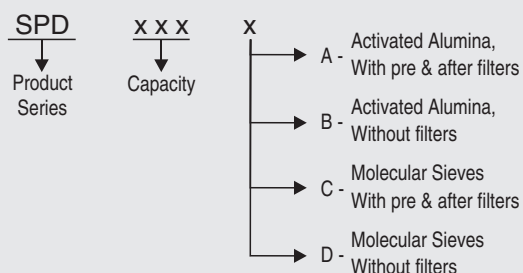 SPD x x x x
Product
Series
Capacity
A - Activated Alumina,
With pre & after filters
B - Activated Alumina,
Without filters
C - Molecular Sieves
With pre & after filters
D - Molecular Sieves
Without filters